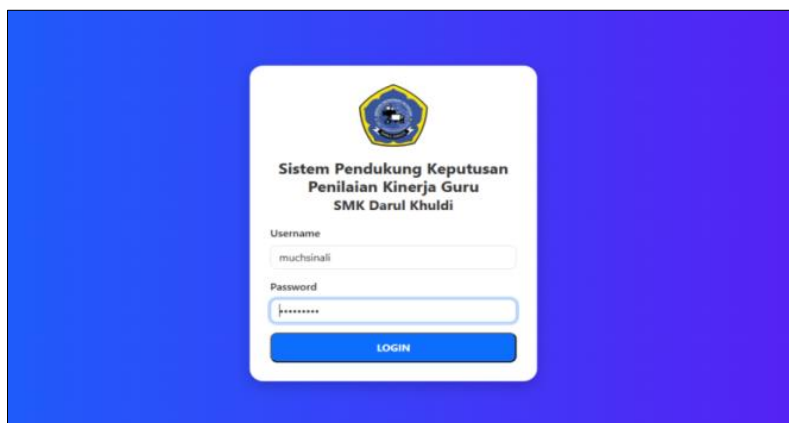 Sistem Pendukung Keputusan
Penilaian Kinerja Guru
SMK Darul Khuldi
Username
muchsinali
Password
•••••••••
LOGIN